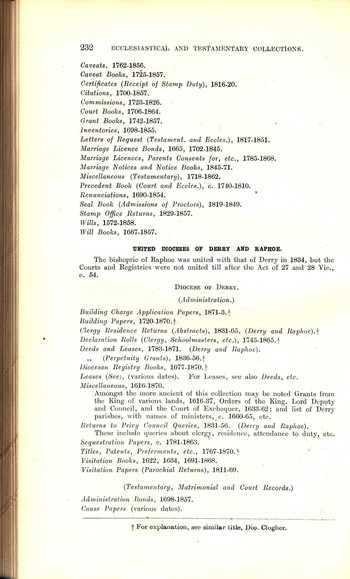 232 ECCLESIASTICAL AND TESTAMENTARY COLLECTIONS.
Caveats, 1762-1856.
Caveat Books, 1725-1857.
Certificates (Receipt of Stamp Duty), 1816-20.
Citations, 1700-1857.
Commissions, 1723-1826.
Court Books, 1706-1864.
Grant Books, 1742-1857.
Inventories, 1698-1855.
Letters of Request (Testament. and Eccles.), 1817-1851.
Marriage Licence Bonds, 1665, 1702-1845.
Marriage Licences, Parents Consents for, etc., 1785-1868.
Marriage Notices and Notice Books, 1845-71.
Miscellaneous (Testamentary), 1718-1862.
Precedent Book (Court and Eccles.), c. 1740-1810.
Renunciations, 1690-1854.
Seal Book (Admissions of Proctors), 1819-1849.
Stamp Office Returns, 1829-1857.
Wills, 1572-1858.
Will Books, 1667-1857.
UNITED DIOCESES OF DERRY AND RAPHOE.
The bishopric of Raphoe was united with that of Derry in 1834, but the
Courts and Registries were not united till after the Act of 27 and 28 Vic.,
c. 54.
DIOCESE OF DERRY.
(Administration.)
Building Charge Application Papers, 1871-3.†
Building Papers, 1720-1870.†
Clergy Residence Returns (Abstracts), 1831-65, (Derry and Raphoe).†
Declaration Rolls (Clergy, Schoolmasters, etc.), 1745-1865.†
Deeds and Leases, 1783-1871. (Derry and Raphoe).
„ (Perpetuity Grants), 1836-56.†
Diocesan Registry Books, 1677-1870.†
Leases (See), (various dates). For Leases, see also Deeds, etc.
Miscellaneous, 1616-1870.
Amongst the more ancient of this collection may be noted Grants from
the King of various lands, 1610-37, Orders of the King, Lord Deputy
and Council, and the Court of Exchequer, 1633-62; and list of Derry
parishes, with names of ministers, c. 1660-65, etc.
Returns to Privy Council Queries, 1831-56. (Derry and Raphoe).
These include queries about clergy, residence, attendance to duty, etc.
Sequestration Papers, c. 1781-1863.
Titles, Patents, Preferments, etc., 1767-1870.†
Visitation Books, 1622, 1634, 1691-1868.
Visitation Papers (Parochial Returns), 1811-69.
(Testamentary, Matrimonial and Court Records.)
Administration Bonds, 1698-1857.
Cause Papers (various dates).
† For explanation, see similar title, Dio. Clogher.